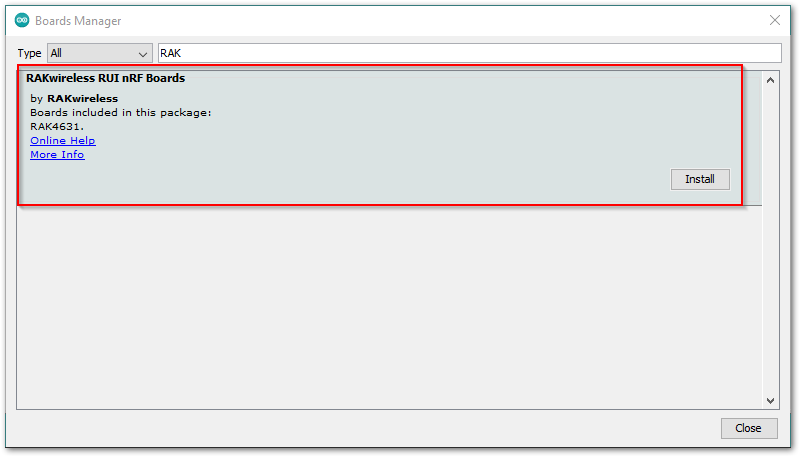 Boards Manager
Type All RAK
RAKwireless RUI nRF Boards
by RAKwireless
Boards included in this package:
RAK4631.
Online Help
More Info
Install
Close